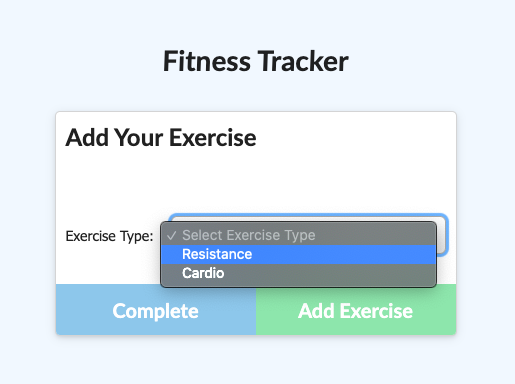 Fitness Tracker
Add Your Exercise
Exercise Type: ✓ Select Exercise Type
Resistance
Cardio
Complete Add Exercise